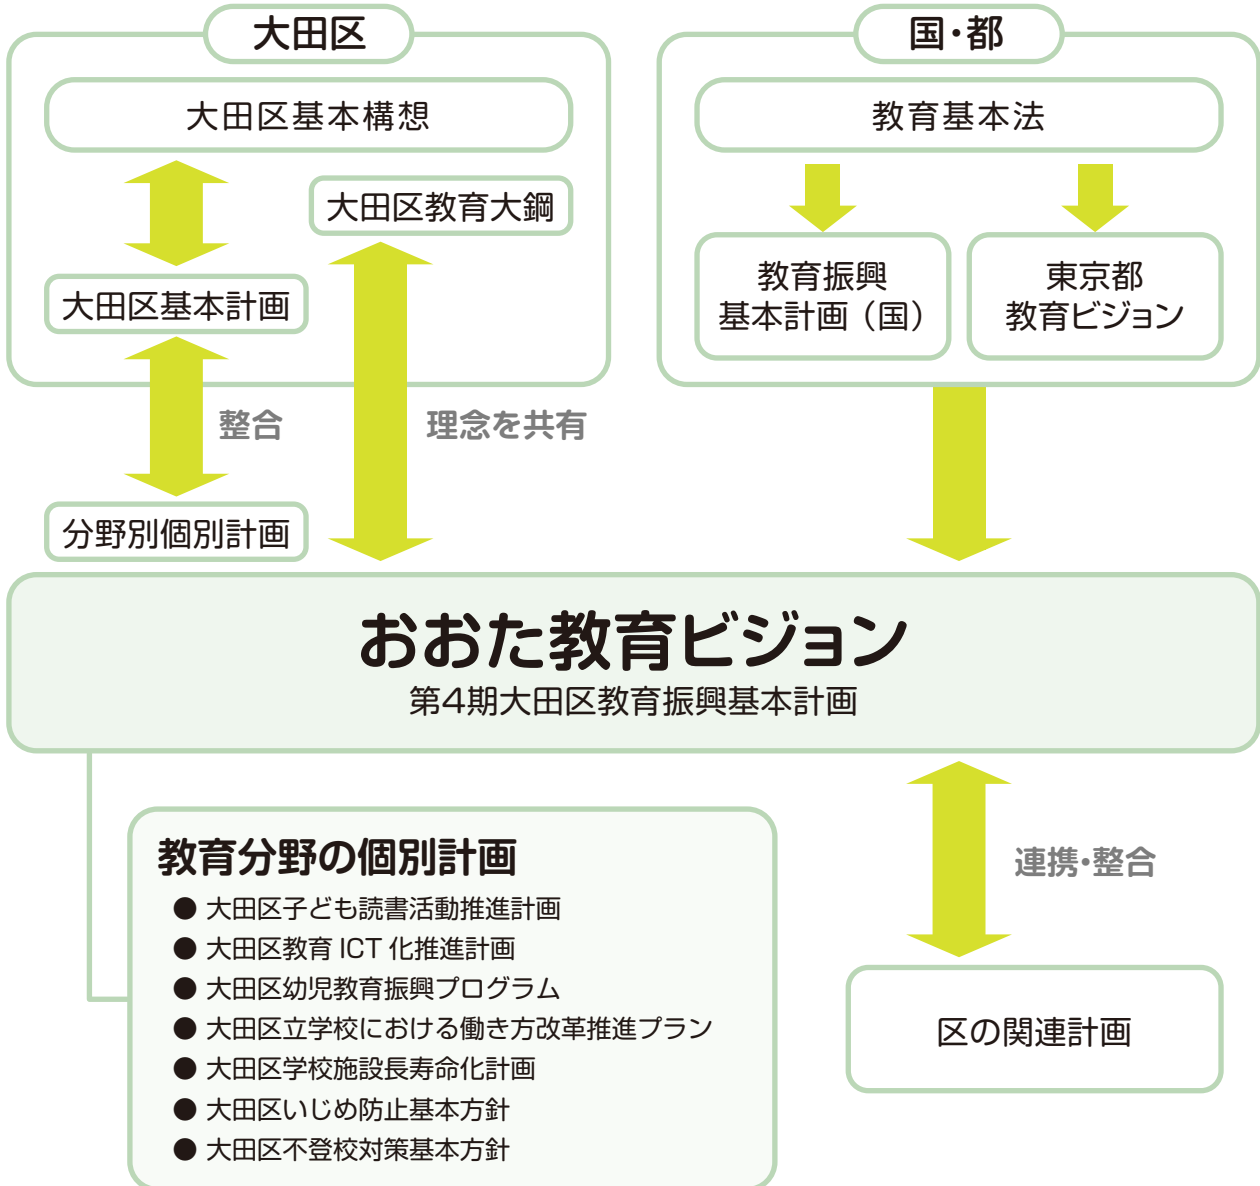 大田区
大田区基本構想
大田区教育大鋼
大田区基本計画
整合
理念を共有
分野別個別計画
国・都
教育基本法
教育振興
基本計画（国）
東京都
教育ビジョン
おおた教育ビジョン
第4期大田区教育振興基本計画
教育分野の個別計画
● 大田区子ども読書活動推進計画
● 大田区教育 ICT 化推進計画
● 大田区幼児教育振興プログラム
● 大田区立学校における働き方改革推進プラン
● 大田区学校施設長寿命化計画
● 大田区いじめ防止基本方針
● 大田区不登校対策基本方針
連携・整合
区の関連計画